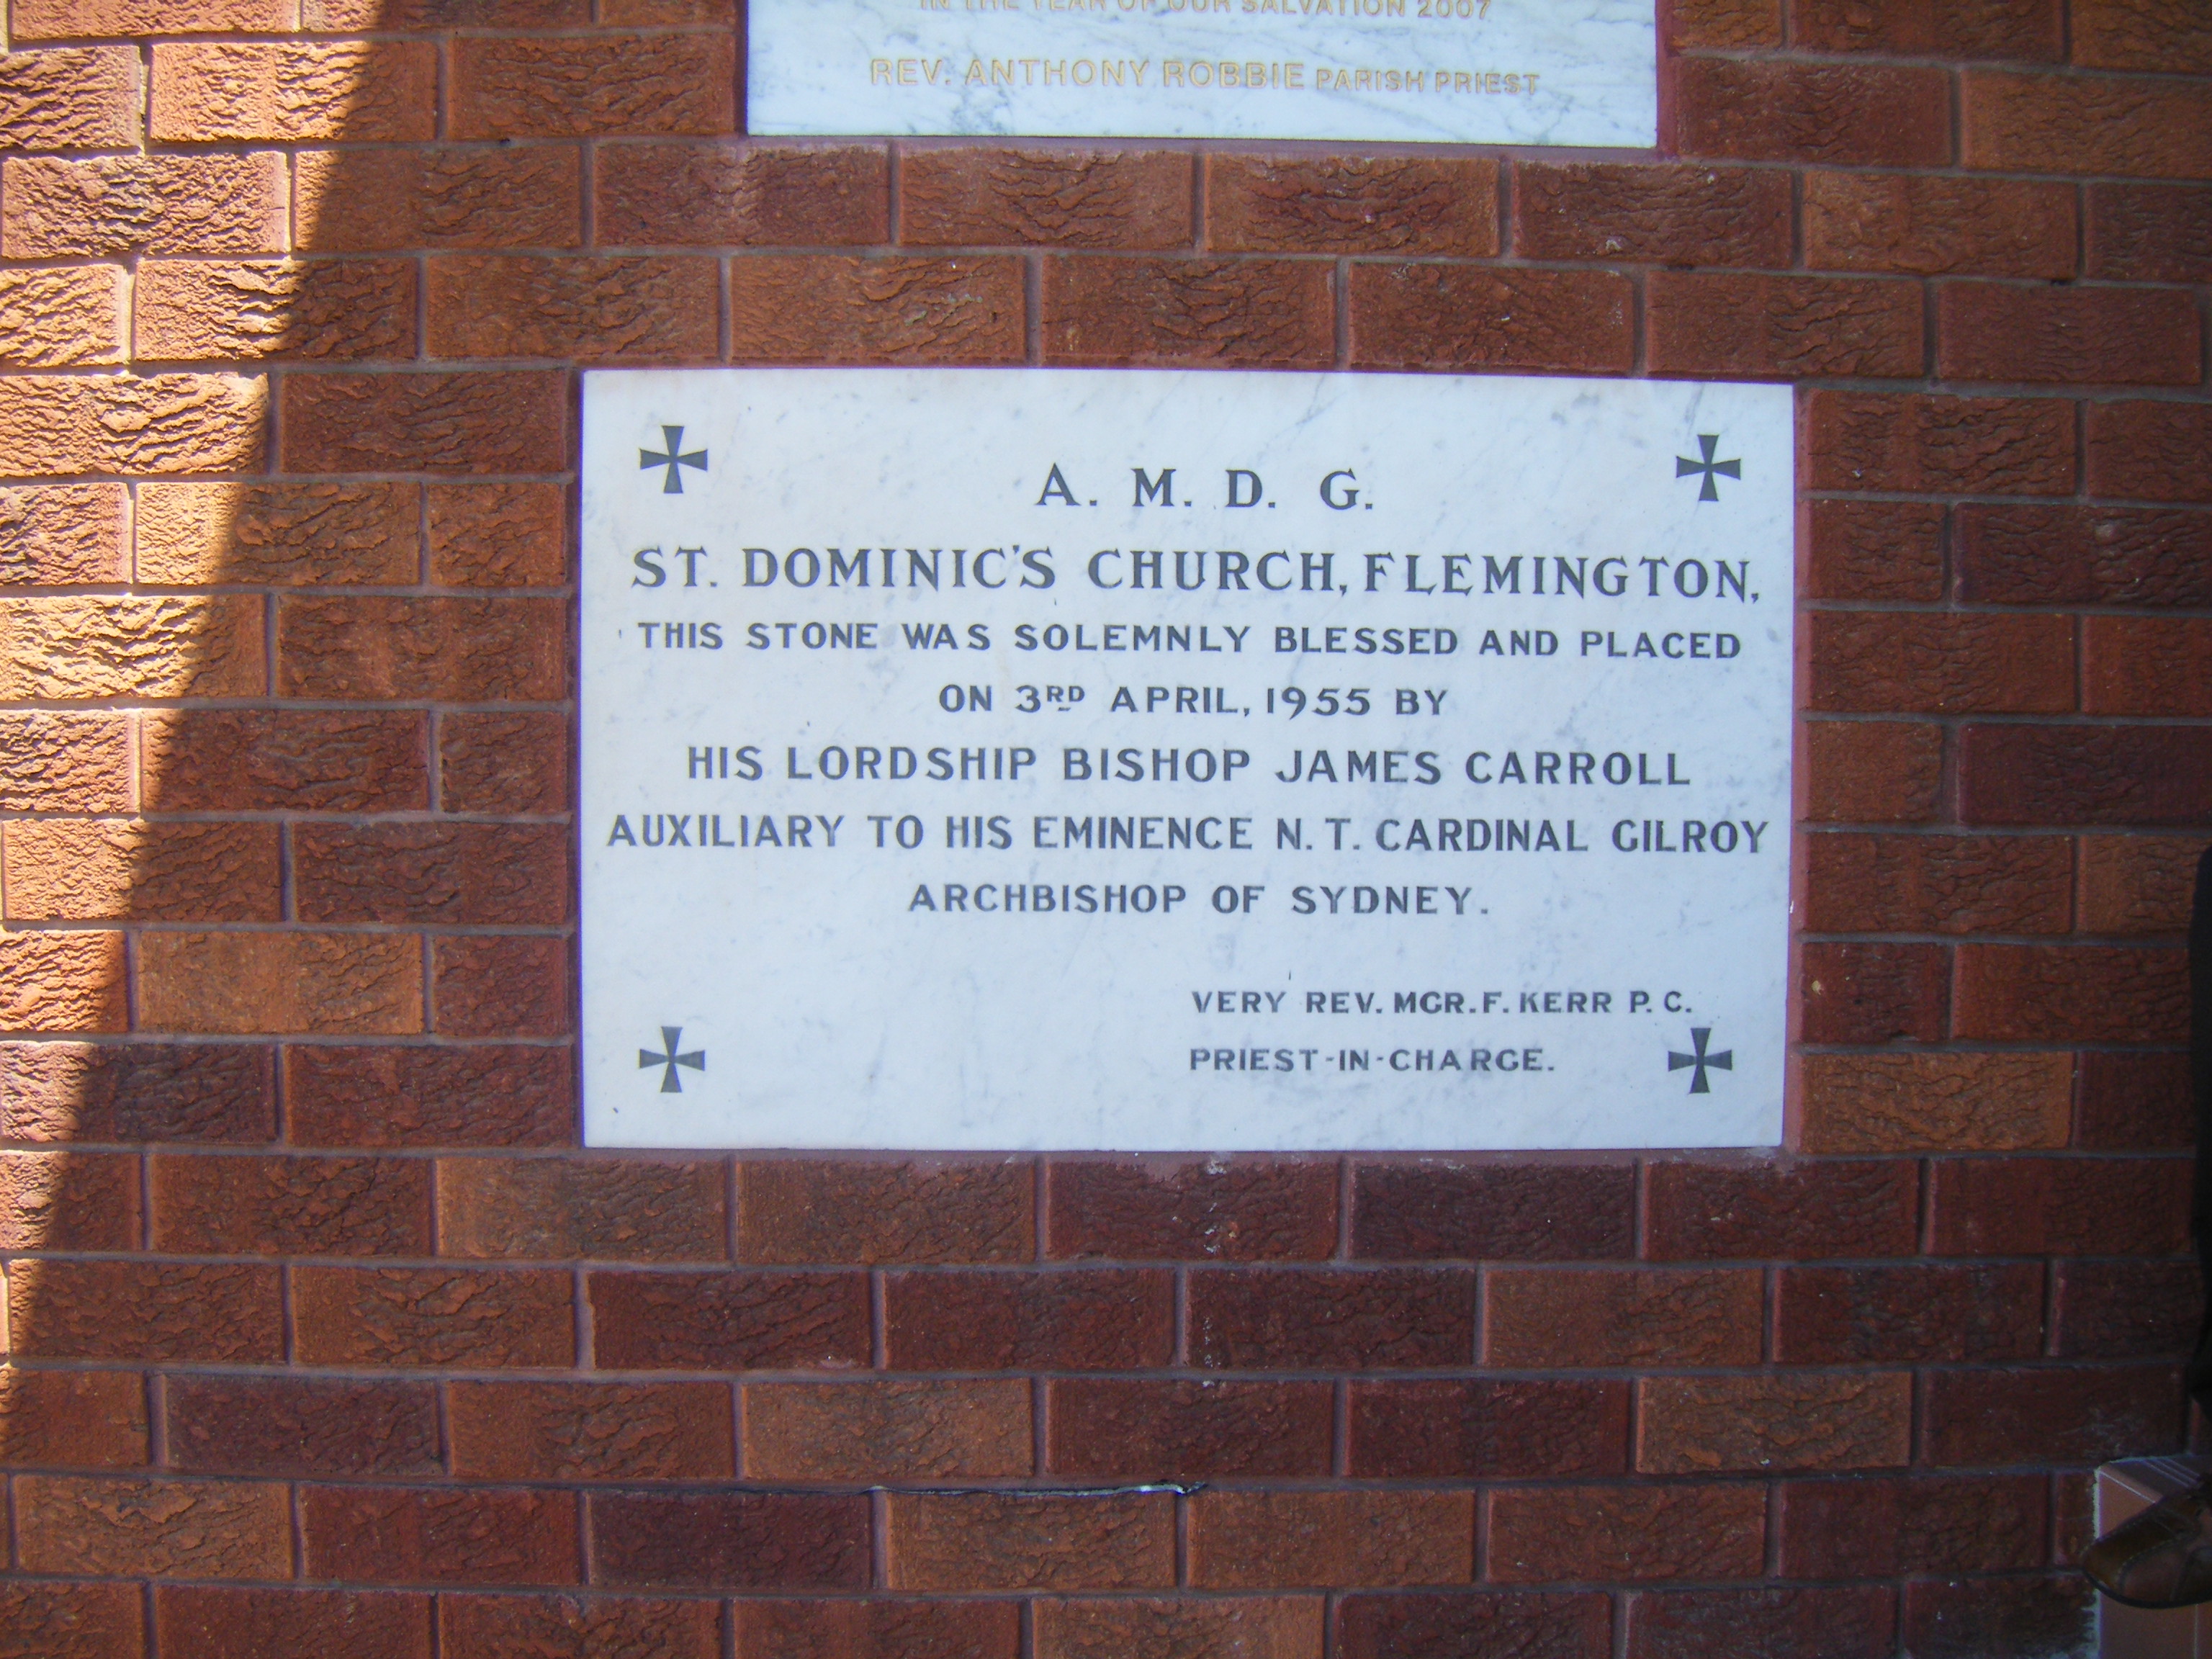 IN THE YEAR OF OUR SALVATION 2007
REV. ANTHONY ROBBIE PARISH PRIEST
A. M. D. G.
ST. DOMINIC'S CHURCH, FLEMINGTON,
THIS STONE WAS SOLEMNLY BLESSED AND PLACED
ON 3RD APRIL, 1955 BY
HIS LORDSHIP BISHOP JAMES CARROLL
AUXILIARY TO HIS EMINENCE N. T. CARDINAL GILROY
ARCHBISHOP OF SYDNEY.
VERY REV. MGR. F. KERR P. C.
PRIEST-IN-CHARGE.